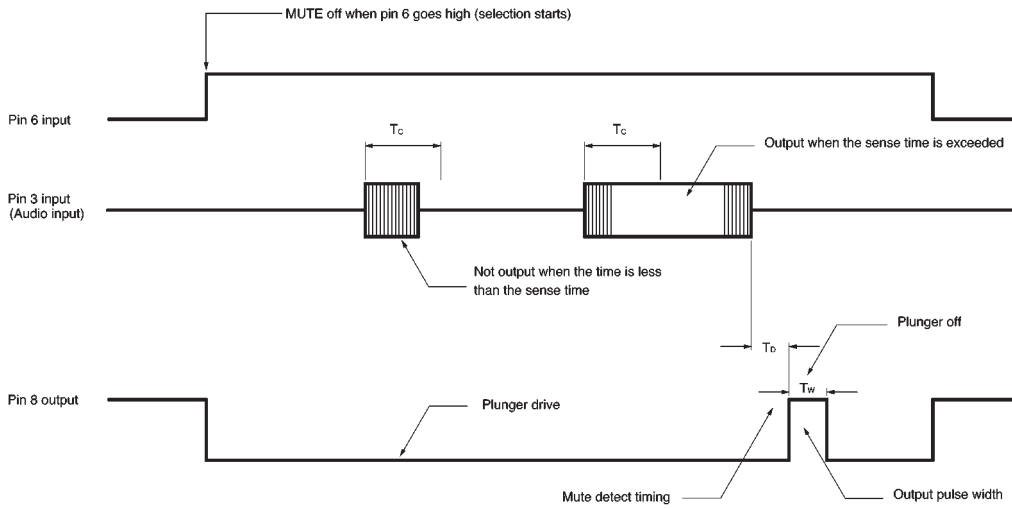 MUTE off when pin 6 goes high (selection starts)
Pin 6 input
Tc
Tc
Output when the sense time is exceeded
Pin 3 input
(Audio input)
Not output when the time is less
than the sense time
Plunger off
TD
Tw
Pin 8 output
Plunger drive
Mute detect timing
Output pulse width